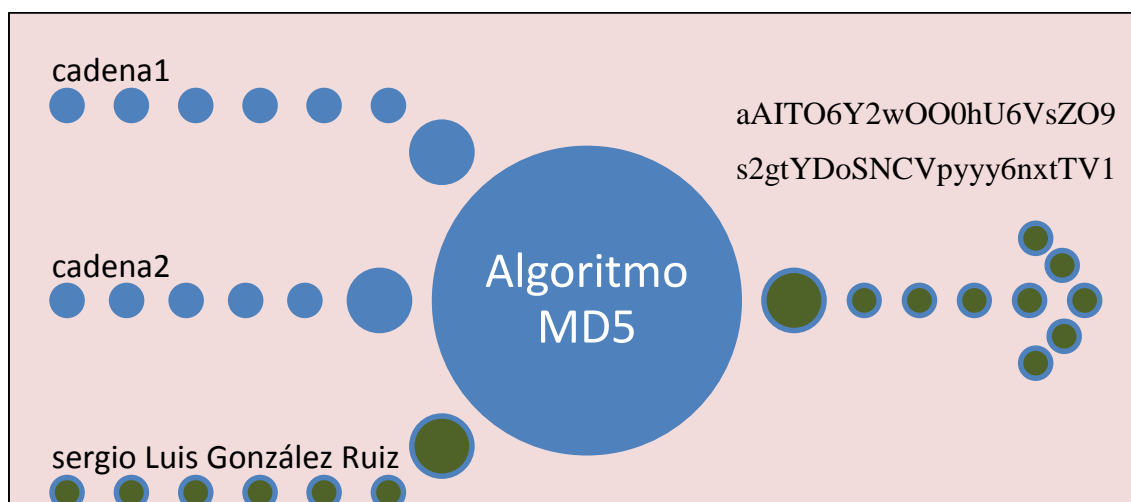 cadena1
cadena2
sergio Luis González Ruiz
Algoritmo
MD5
aAITO6Y2wOO0hU6VsZO9
s2gtYDoSNCVpyyy6nxtTV1